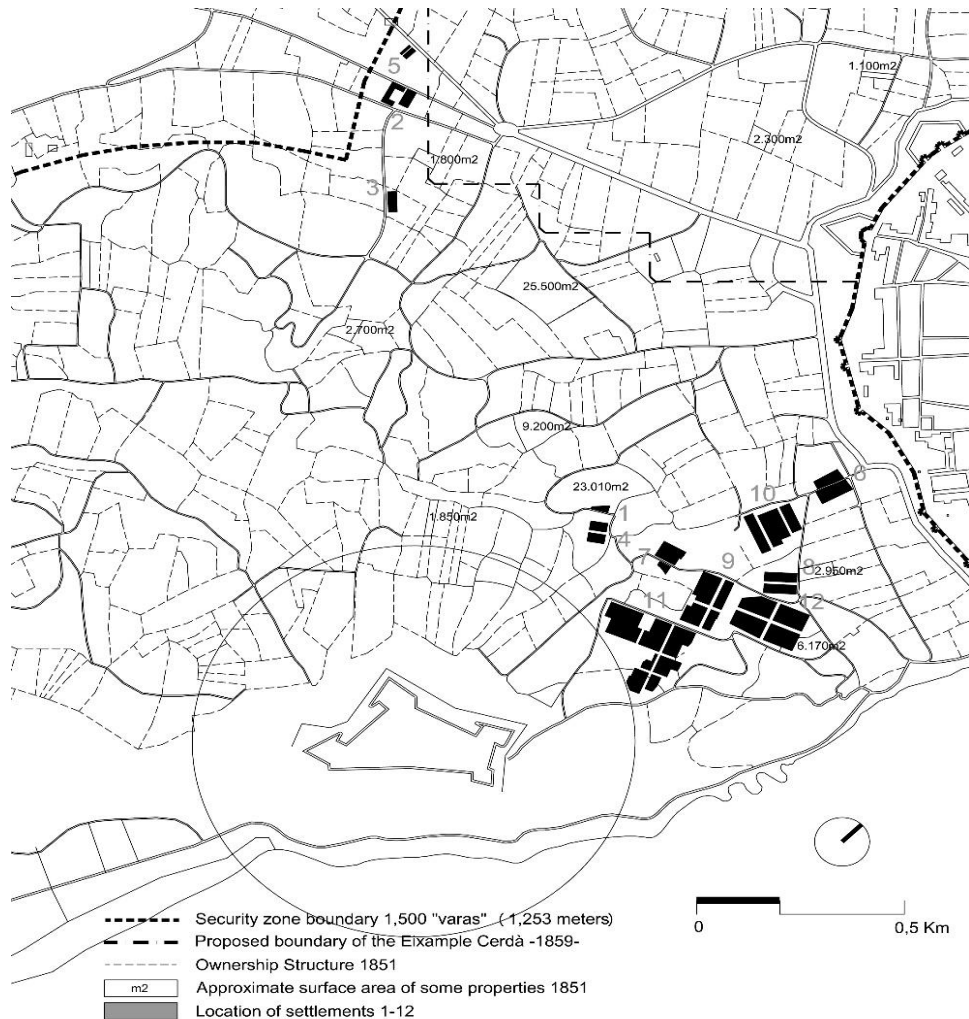 5
1.100m2
2
2.300m2
1.800m2
3
25.500m2
2.700m2
9.200m2
6
23.010m2
10
1.850m2
1
4
7
9
8
2.950m2
11
12
6.170m2
Security zone boundary 1,500 "varas" ( 1,253 meters)
Proposed boundary of the Eixample Cerdà -1859-
Ownership Structure 1851
m2
Approximate surface area of some properties 1851
Location of settlements 1-12
0
0,5 Km